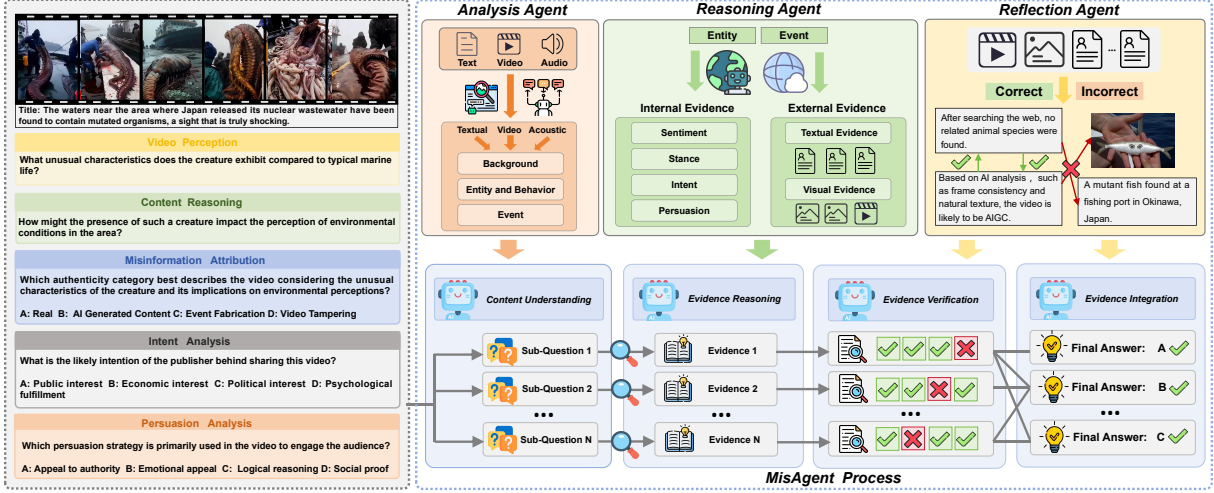 Title: The waters near the area where Japan released its nuclear wastewater have been
found to contain mutated organisms, a sight that is truly shocking.
Video Perception
What unusual characteristics does the creature exhibit compared to typical marine
life?
Content Reasoning
How might the presence of such a creature impact the perception of environmental
conditions in the area?
Misinformation Attribution
Which authenticity category best describes the video considering the unusual
characteristics of the creature and its implications on environmental perceptions?
A: Real B: AI Generated Content C: Event Fabrication D: Video Tampering
Intent Analysis
What is the likely intention of the publisher behind sharing this video?
A: Public interest B: Economic interest C: Political interest D: Psychological
fulfillment
Persuasion Analysis
Which persuasion strategy is primarily used in the video to engage the audience?
A: Appeal to authority B: Emotional appeal C: Logical reasoning D: Social proof
Analysis Agent
Text Video Audio
Textual Video Acoustic
Background
Entity and Behavior
Event
Reasoning Agent
Entity Event
Internal Evidence
Sentiment
Stance
Intent
Persuasion
External Evidence
Textual Evidence
Visual Evidence
Reflection Agent
...
Correct Incorrect
After searching the web, no
related animal species were
found.
Based on AI analysis , such
as frame consistency and
natural texture, the video is
likely to be AIGC.
A mutant fish found at a
fishing port in Okinawa,
Japan.
Content Understanding
Sub-Question 1
Sub-Question 2
...
Sub-Question N
Evidence Reasoning
Evidence 1
Evidence 2
...
Evidence N
Evidence Verification
...
Evidence Integration
Final Answer: A
Final Answer: B
...
Final Answer: C
MisAgent Process